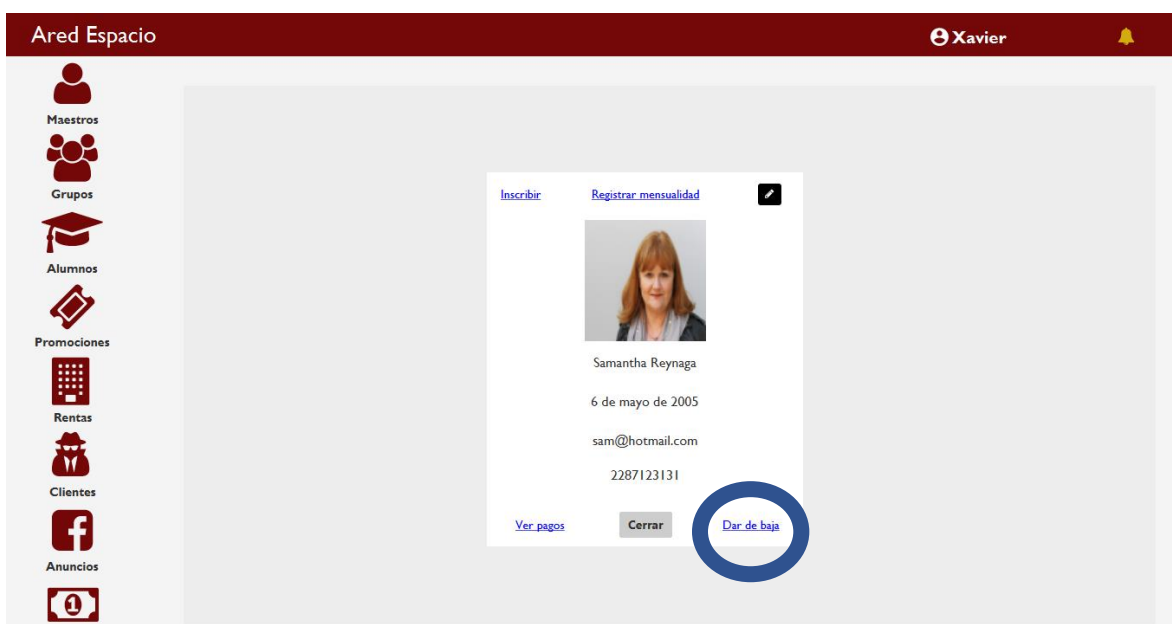 Ared Espacio
Xavier
Maestros
Grupos
Alumnos
Promociones
Rentas
Clientes
Anuncios
1
Inscribir
Registrar mensualidad
Samantha Reynaga
6 de mayo de 2005
sam@hotmail.com
2287123131
Ver pagos
Cerrar
Dar de baja